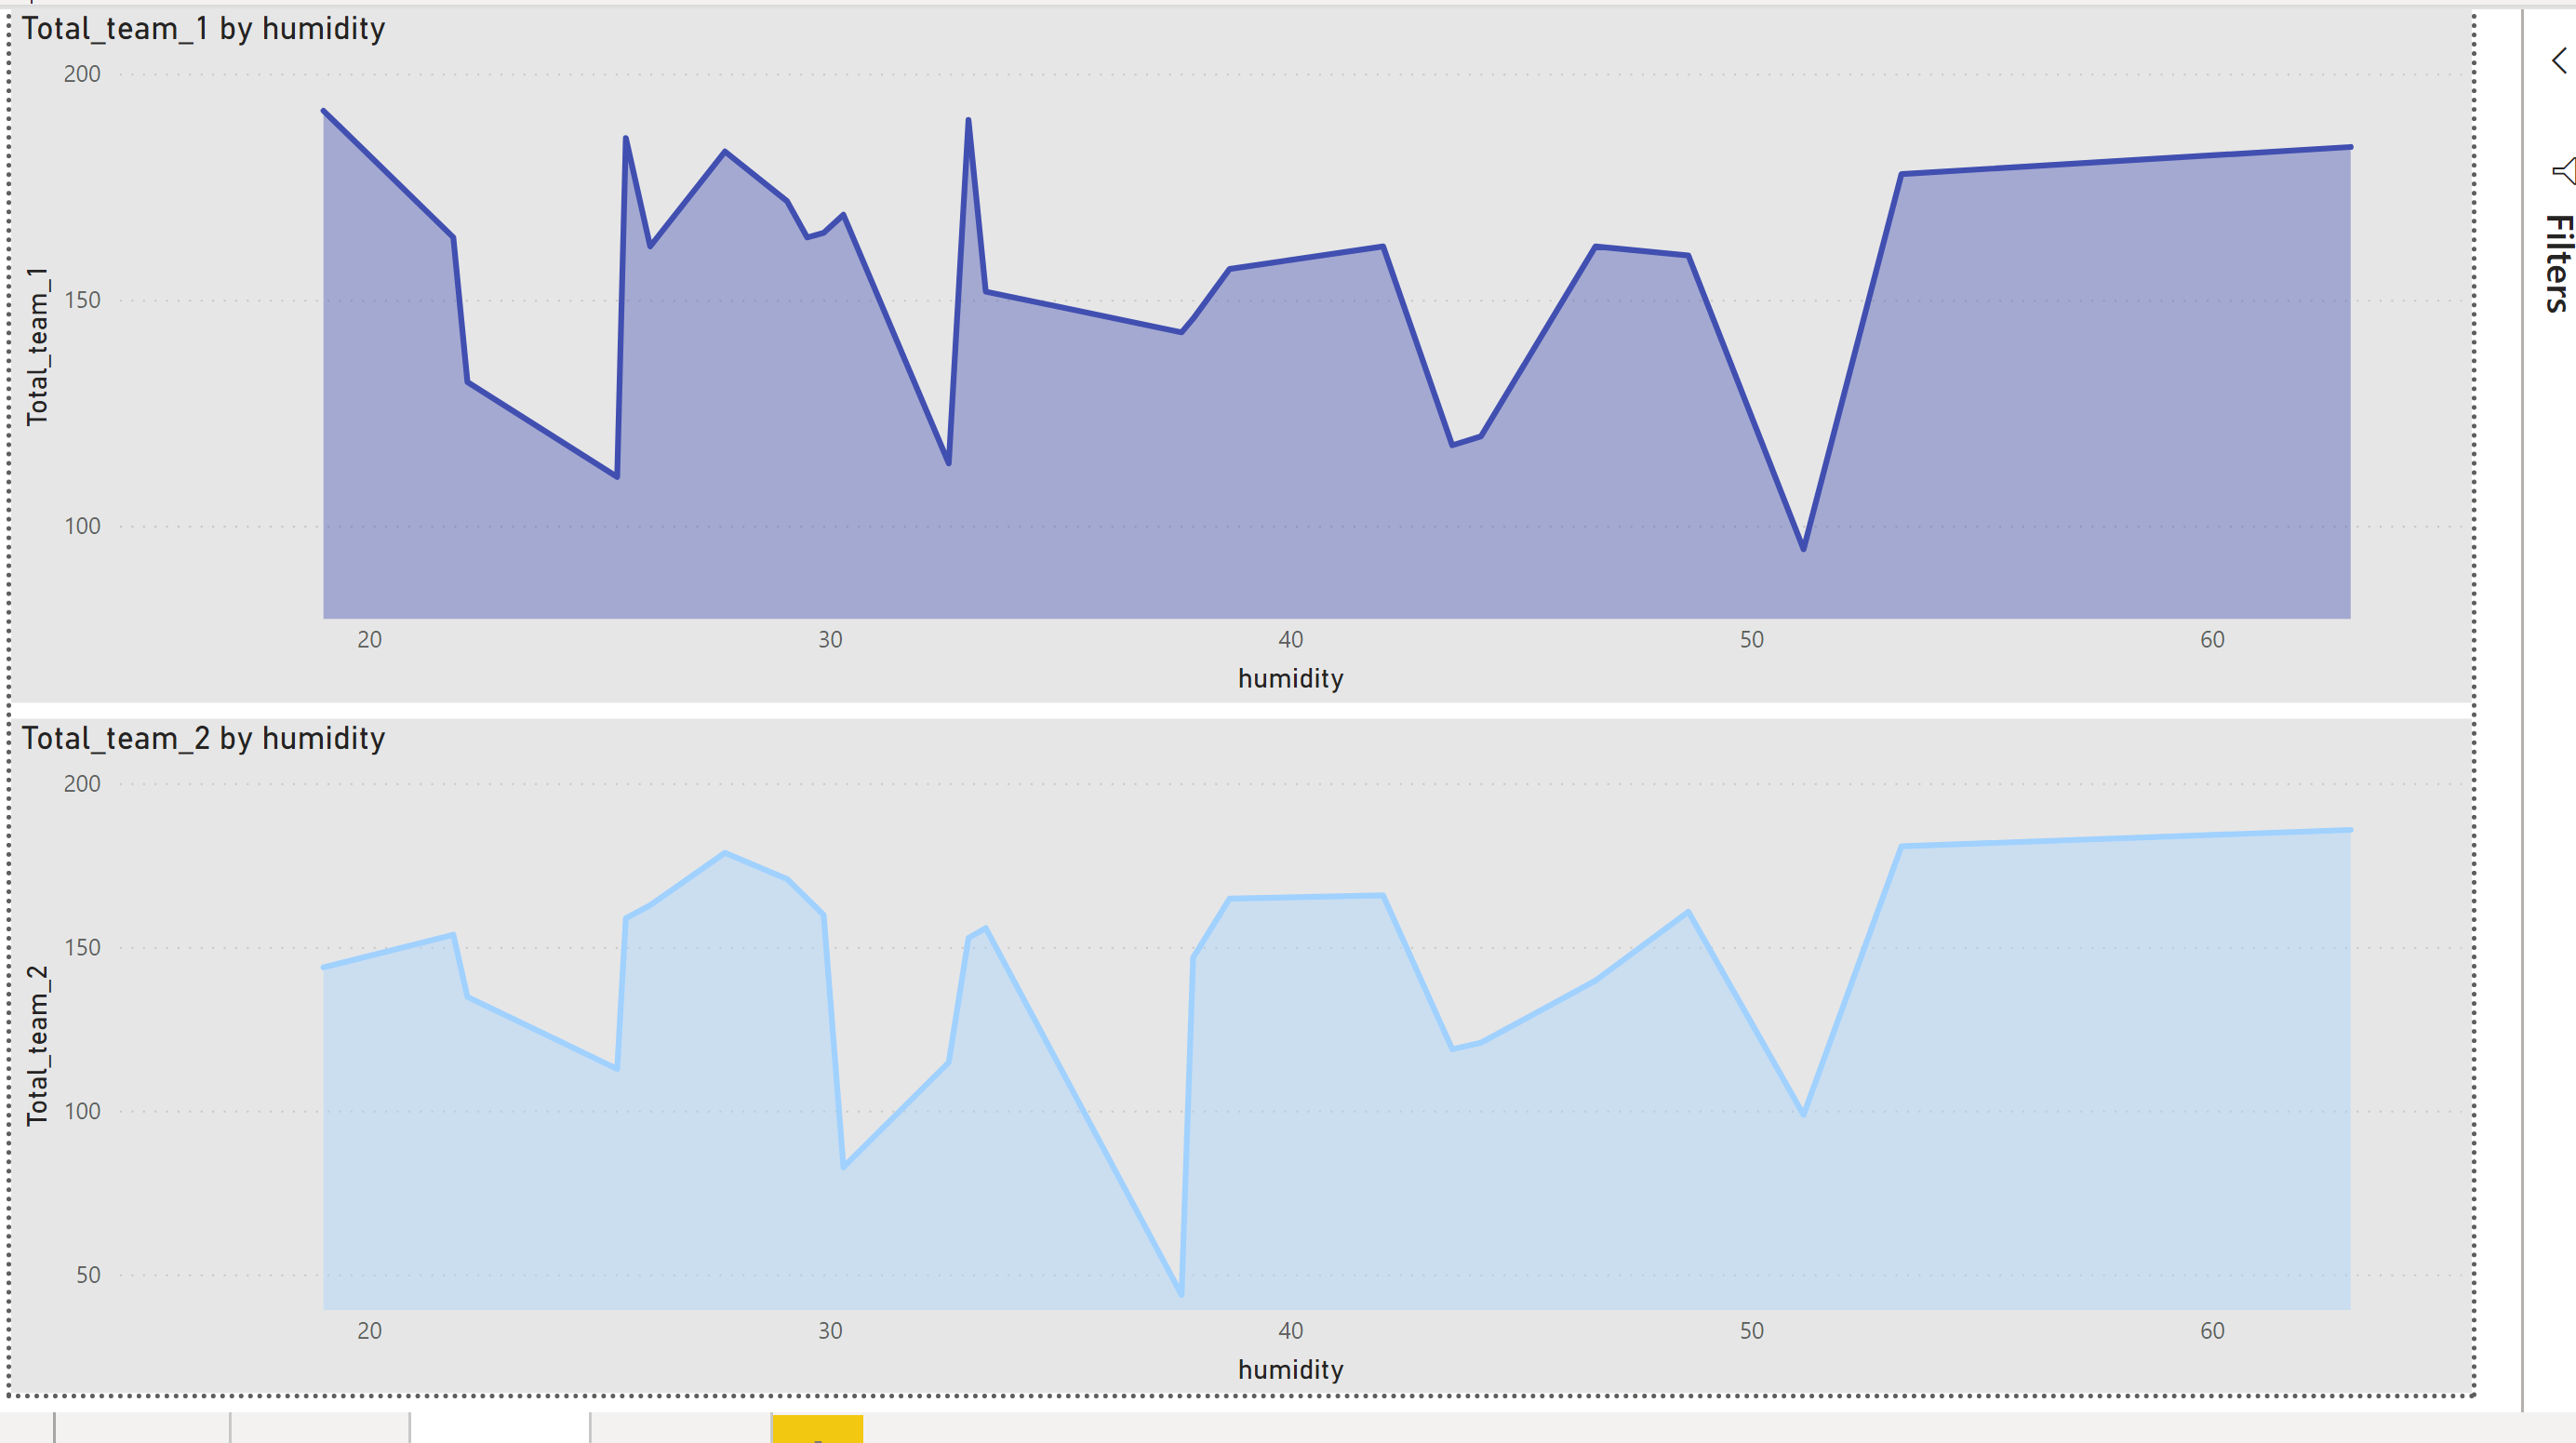 Total_team_1 by humidity
200
150
100
Total_team_1
20 30 40 50 60
humidity
Total_team_2 by humidity
200
150
100
50
Total_team_2
20 30 40 50 60
humidity
Filters